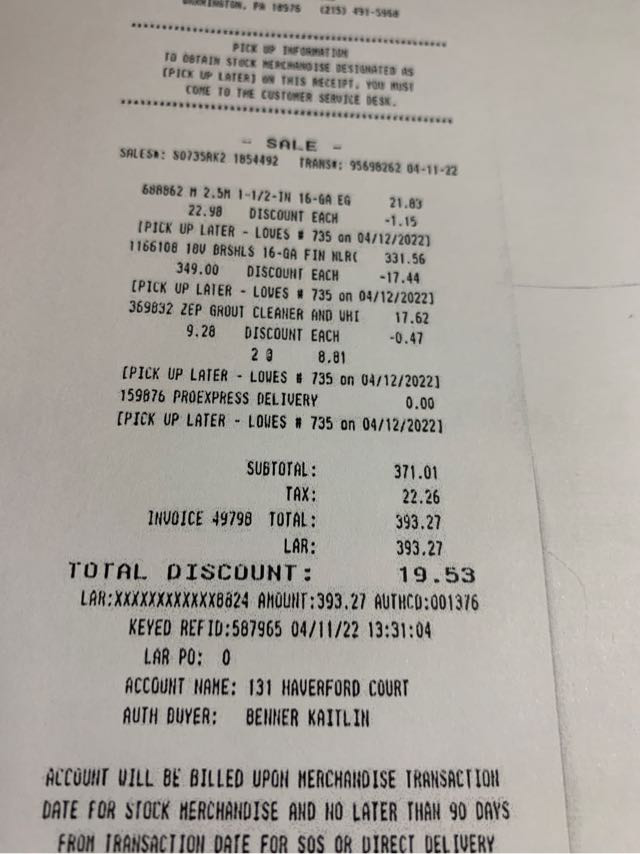 WARRINGTON, PA 18976 (215) 491-5960
****************************************
PICK UP INFORMATION
TO OBTAIN STOCK MERCHANDISE DESIGNATED AS
[PICK UP LATER] ON THIS RECEIPT, YOU MUST
COME TO THE CUSTOMER SERVICE DESK.
****************************************
- SALE -
SALES#: S0735RK2 1854492 TRANS#: 95698262 04-11-22
688862 M 2.5M 1-1/2-IN 16-GA EG 21.83
22.98 DISCOUNT EACH -1.15
[PICK UP LATER - LOWES # 735 on 04/12/2022]
1166108 18V BRSHLS 16-GA FIN NLRC 331.56
349.00 DISCOUNT EACH -17.44
[PICK UP LATER - LOWES # 735 on 04/12/2022]
369832 ZEP GROUT CLEANER AND WHI 17.62
9.28 DISCOUNT EACH -0.47
2 @ 8.81
[PICK UP LATER - LOWES # 735 on 04/12/2022]
159876 PROEXPRESS DELIVERY 0.00
[PICK UP LATER - LOWES # 735 on 04/12/2022]
SUBTOTAL: 371.01
TAX: 22.26
INVOICE 49798 TOTAL: 393.27
LAR: 393.27
TOTAL DISCOUNT: 19.53
LAR:XXXXXXXXXXXX8824 AMOUNT:393.27 AUTHCD:001376
KEYED REFID:587965 04/11/22 13:31:04
LAR PO: 0
ACCOUNT NAME: 131 HAVERFORD COURT
AUTH BUYER: BENNER KAITLIN
ACCOUNT WILL BE BILLED UPON MERCHANDISE TRANSACTION
DATE FOR STOCK MERCHANDISE AND NO LATER THAN 90 DAYS
FROM TRANSACTION DATE FOR SOS OR DIRECT DELIVERY